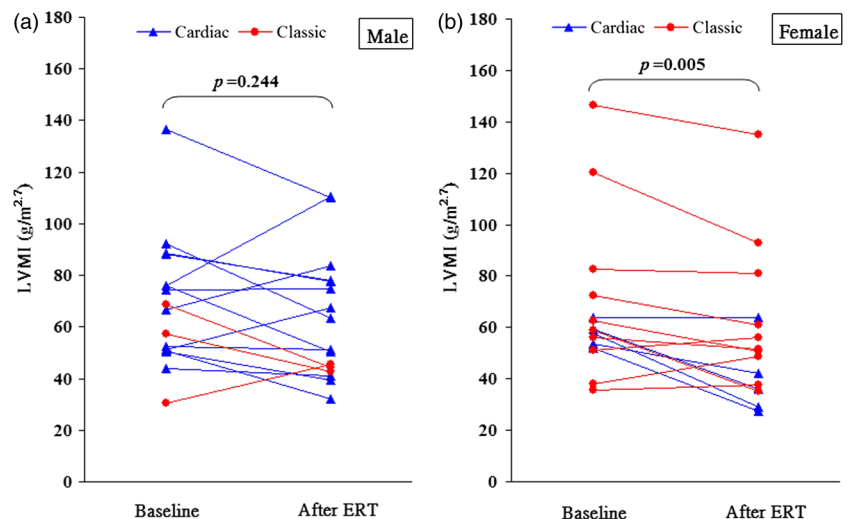 (a)
Cardiac Classic
Male
p=0.244
LVMI (g/m2.7)
180
160
140
120
100
80
60
40
20
0
Baseline After ERT
(b)
Cardiac Classic
Female
p=0.005
LVMI (g/m2.7)
180
160
140
120
100
80
60
40
20
0
Baseline After ERT